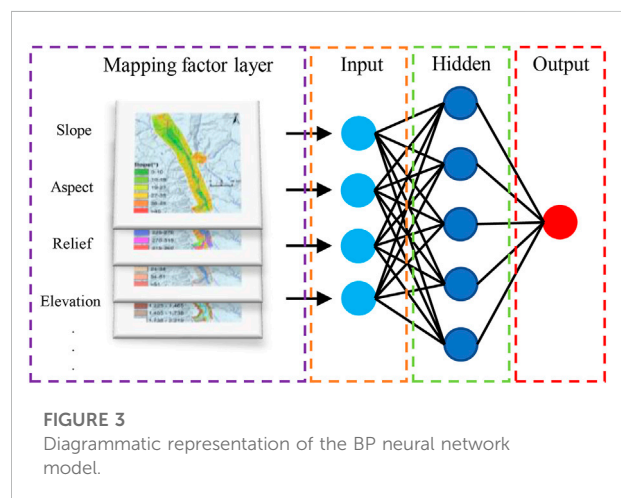 Mapping factor layer
Input
Hidden
Output
Slope
Aspect
Relief
Elevation
.
.
.
FIGURE 3
Diagrammatic representation of the BP neural network
model.